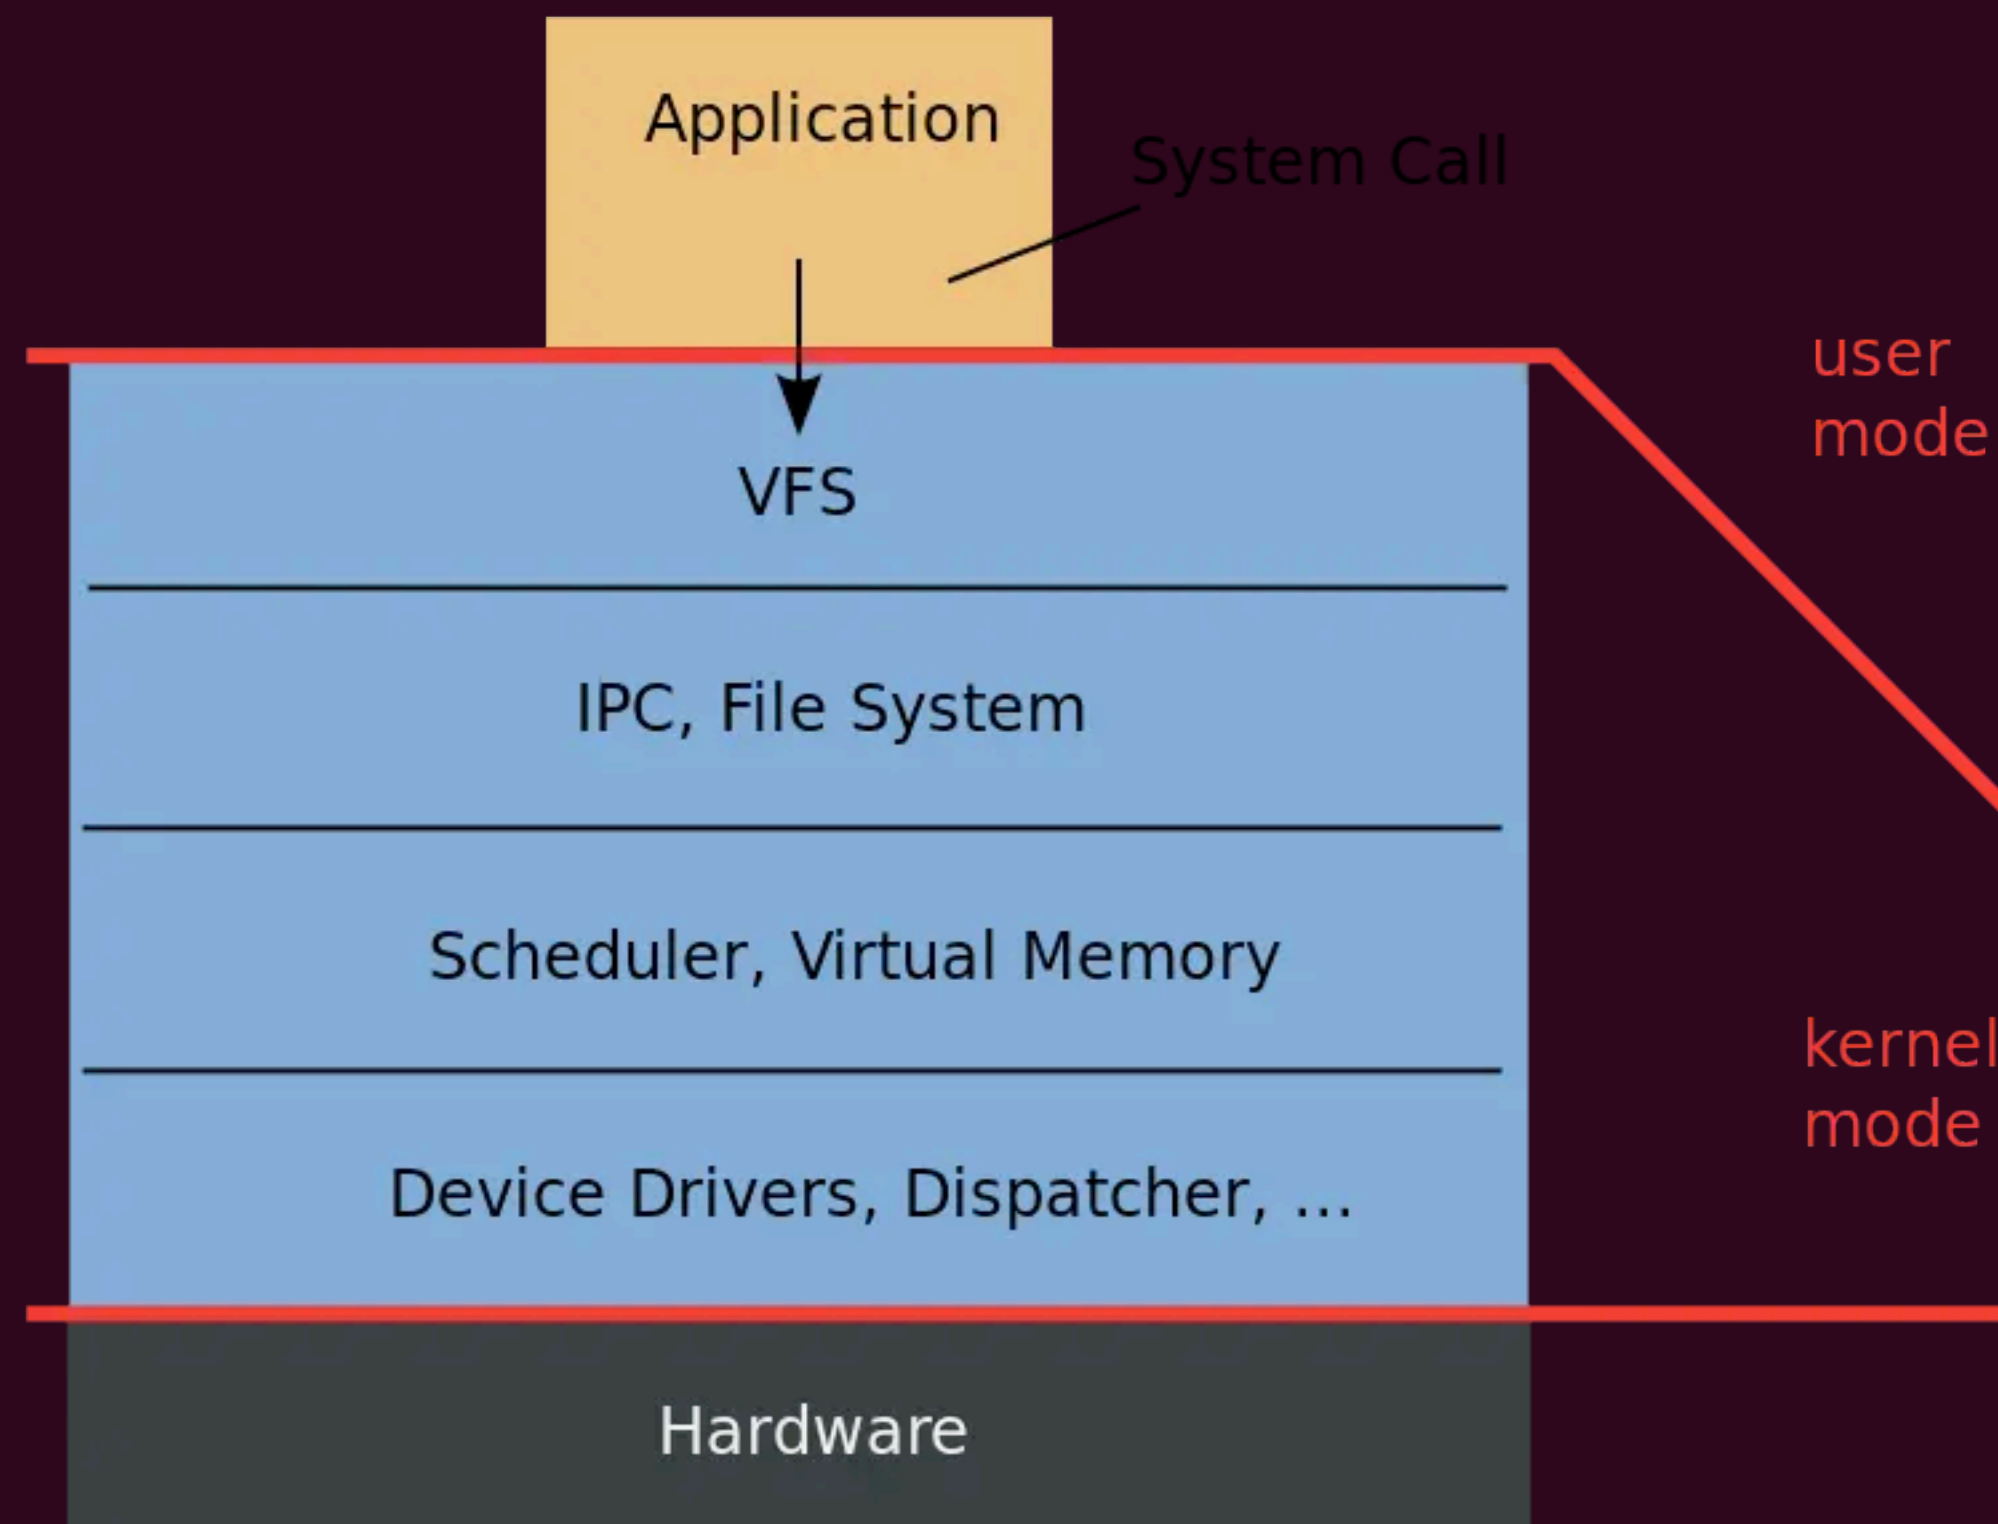 Application
System Call
user
mode
VFS
IPC, File System
Scheduler, Virtual Memory
kernel
mode
Device Drivers, Dispatcher, ...
Hardware